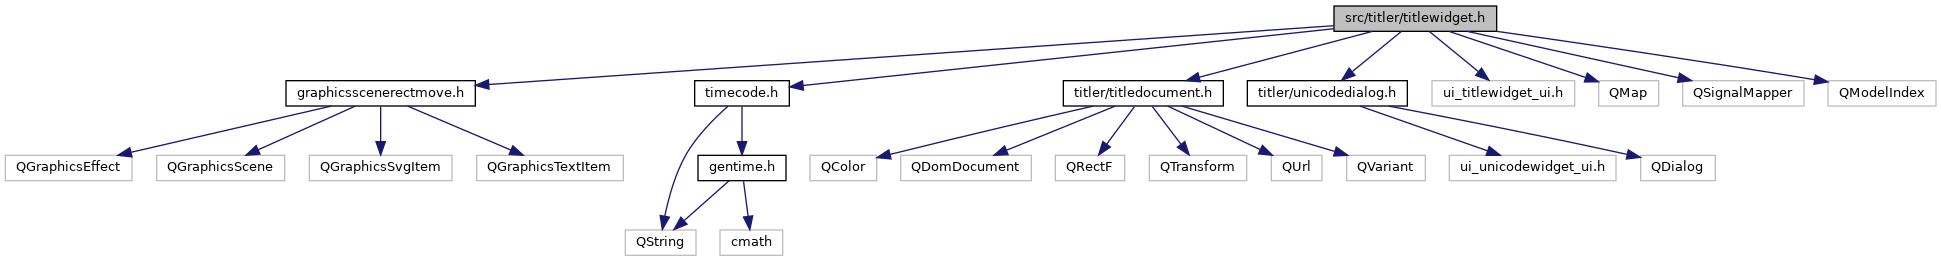 src/titler/titlewidget.h
graphicsscenerectmove.h
timecode.h
titler/titledocument.h
titler/unicodedialog.h
ui_titlewidget_ui.h
QMap
QSignalMapper
QModelIndex
QGraphicsEffect
QGraphicsScene
QGraphicsSvgItem
QGraphicsTextItem
gentime.h
QColor
QDomDocument
QRectF
QTransform
QUrl
QVariant
ui_unicodewidget_ui.h
QDialog
QString
cmath